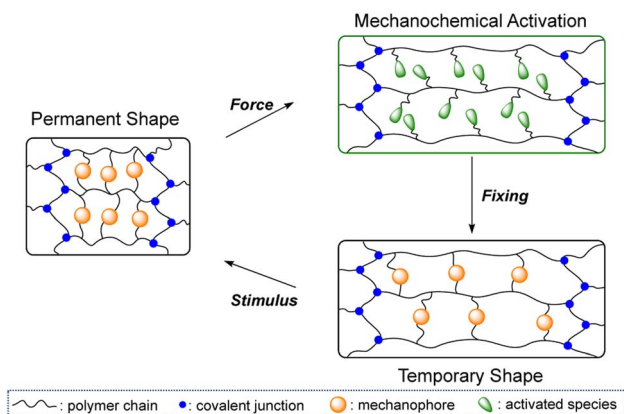 Mechanochemical Activation
Permanent Shape
Force
Fixing
Stimulus
Temporary Shape
: polymer chain : covalent junction : mechanophore : activated species